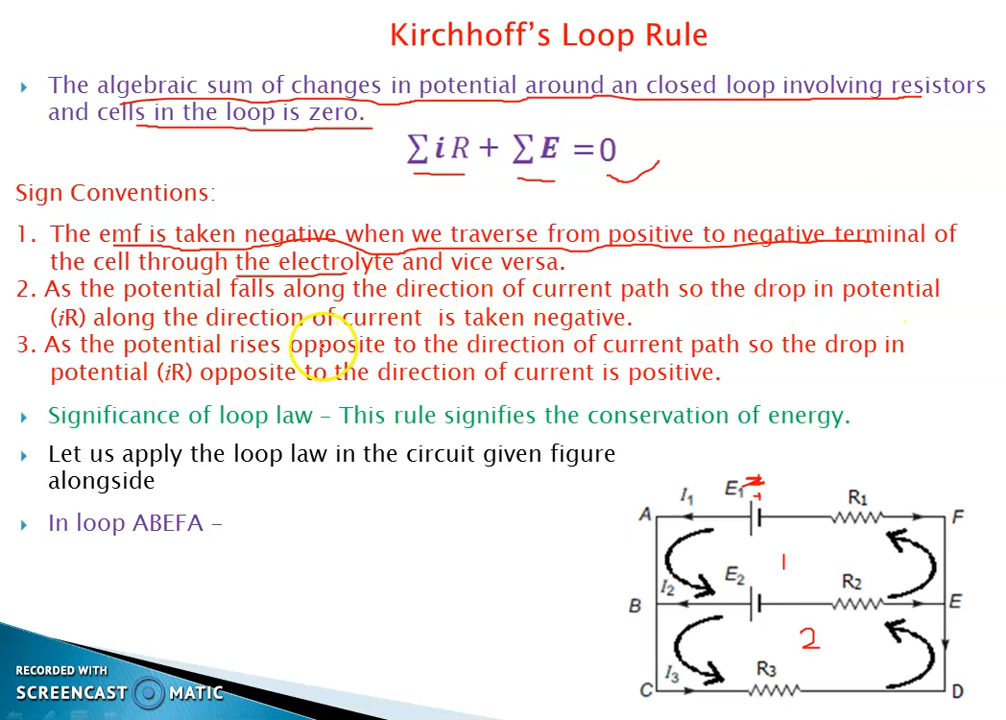 Kirchhoff's Loop Rule
The algebraic sum of changes in potential around an closed loop involving resistors
and cells in the loop is zero.
∑iR + ∑E = 0
Sign Conventions:
1. The emf is taken negative when we traverse from positive to negative terminal of
the cell through the electrolyte and vice versa.
2. As the potential falls along the direction of current path so the drop in potential
(iR) along the direction of current is taken negative.
3. As the potential rises opposite to the direction of current path so the drop in
potential (iR) opposite to the direction of current is positive.
Significance of loop law – This rule signifies the conservation of energy.
Let us apply the loop law in the circuit given figure
alongside
In loop ABEFA –
I1 E1 R1
A F
1
I2 E2 R2
B E
2
I3 R3
C D
RECORDED WITH
SCREENCAST MATIC